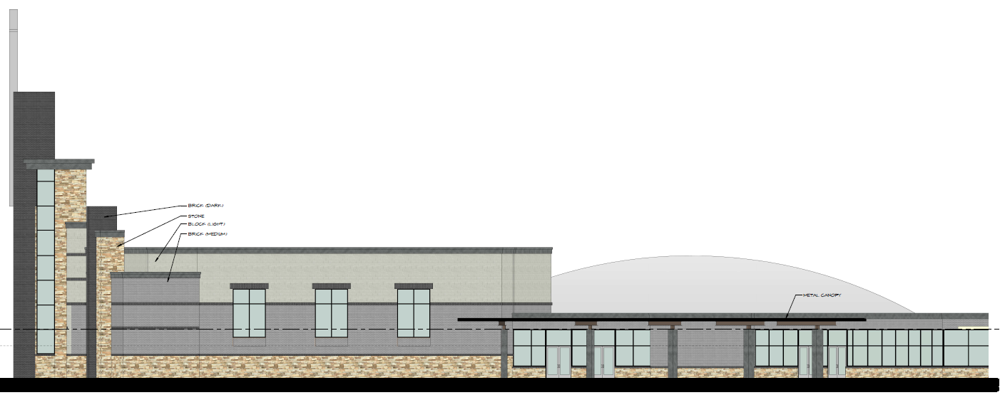 BRICK (DARK)
STONE
BLOCK (LIGHT)
BRICK (MEDIUM)
METAL CANOPY